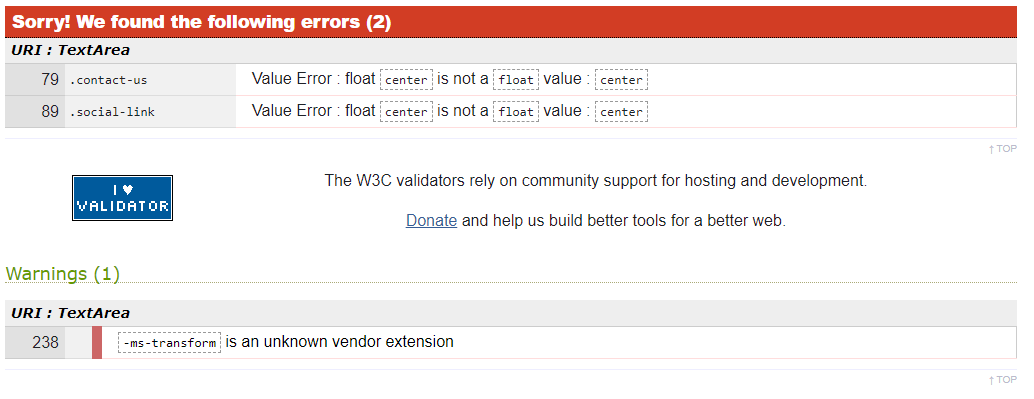 Sorry! We found the following errors (2)
URI : TextArea
79 .contact-us Value Error : float center is not a float value : center
89 .social-link Value Error : float center is not a float value : center
↑ TOP
I ♥
VALIDATOR
The W3C validators rely on community support for hosting and development.
Donate and help us build better tools for a better web.
Warnings (1)
URI : TextArea
238 -ms-transform is an unknown vendor extension
↑ TOP